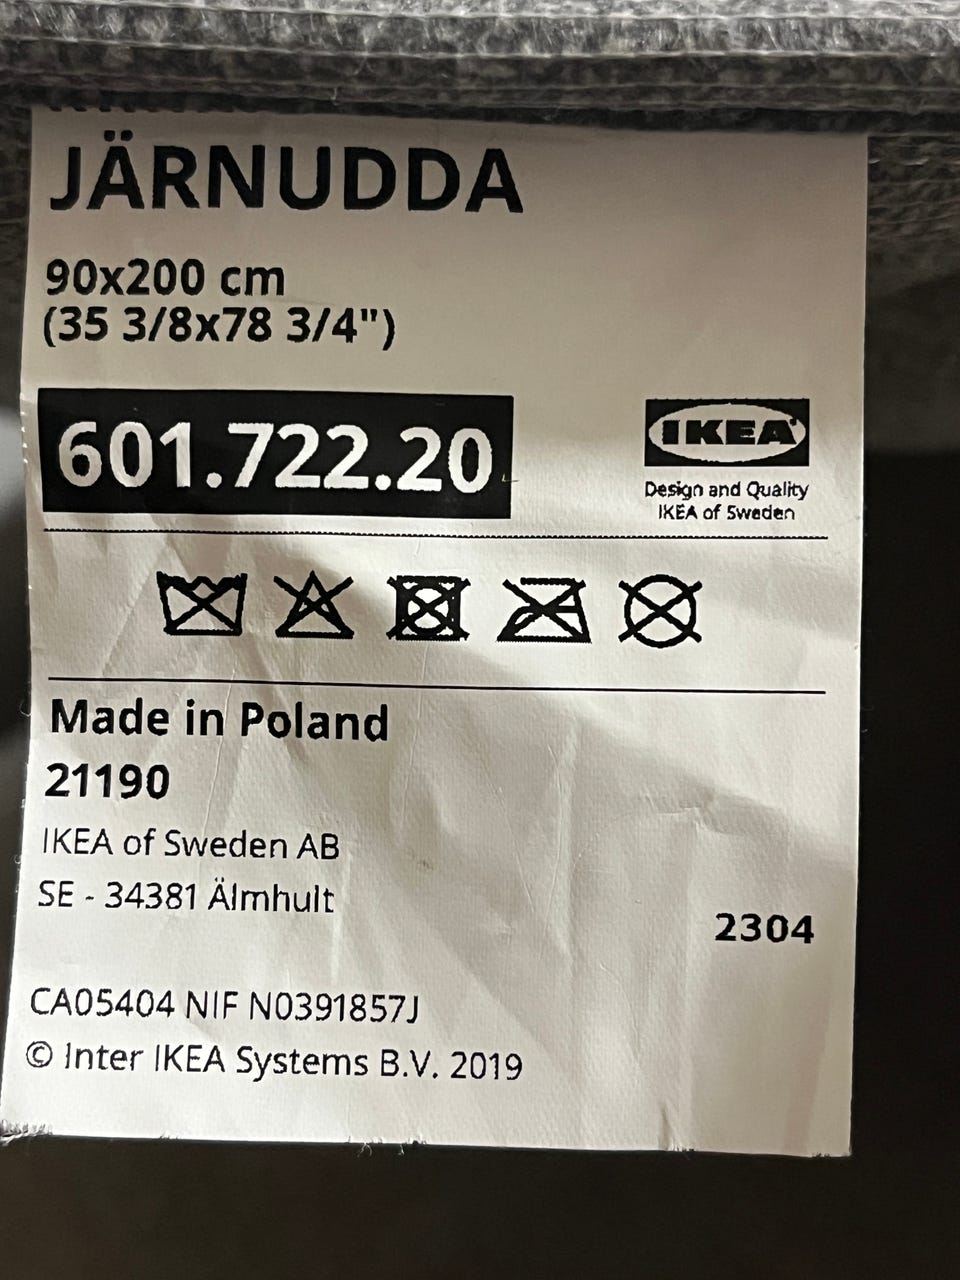 JÄRNUDDA
90x200 cm
(35 3/8x78 3/4")
601.722.20
IKEA
Design and Quality
IKEA of Sweden
Made in Poland
21190
IKEA of Sweden AB
SE - 34381 Älmhult
2304
CA05404 NIF N0391857J
© Inter IKEA Systems B.V. 2019